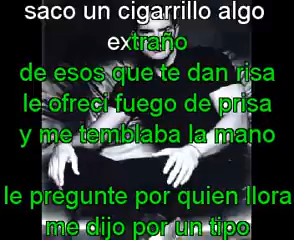 saco un cigarrillo algo
extraño
de esos que te dan risa
le ofreci fuego de prisa
y me temblaba la mano
le pregunte por quien llora
me dijo por un tipo